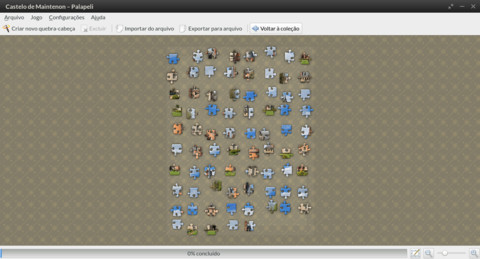 Castelo de Maintenon – Palapeli
Arquivo Jogo Configurações Ajuda
Criar novo quebra-cabeça Excluir Importar do arquivo Exportar para arquivo Voltar à coleção
0% concluído